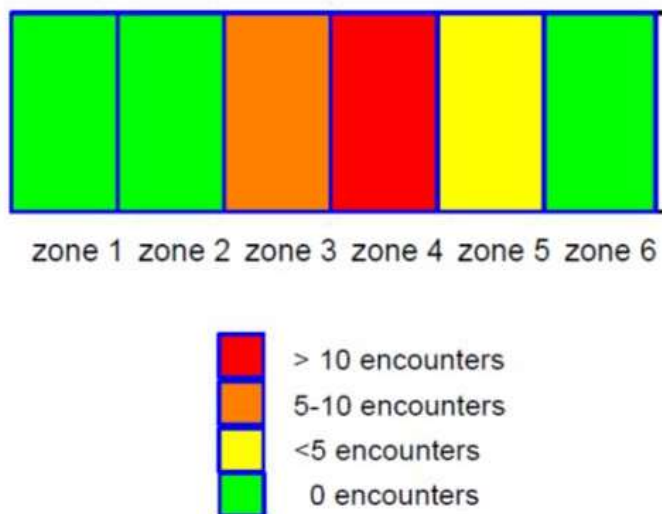 zone 1 zone 2 zone 3 zone 4 zone 5 zone 6
> 10 encounters
5-10 encounters
<5 encounters
0 encounters